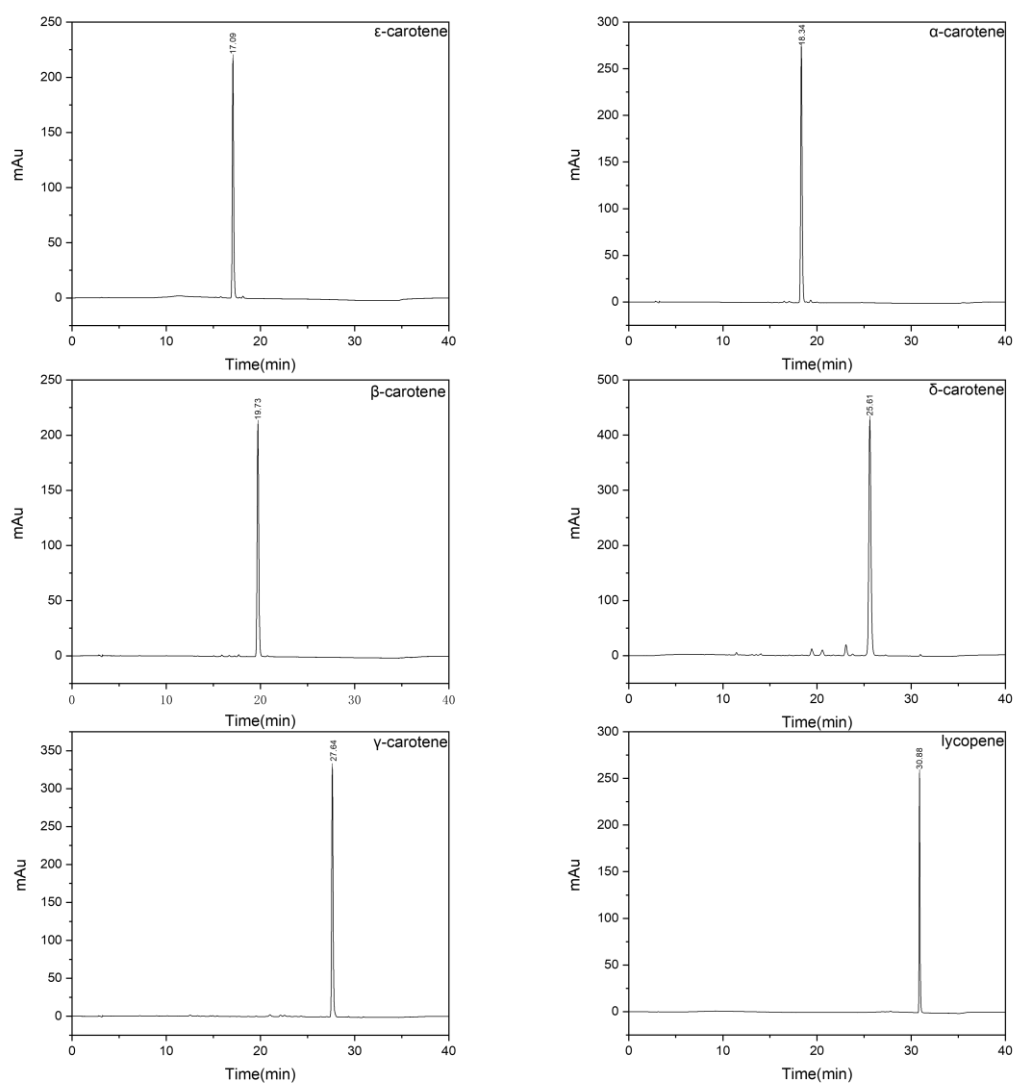 ε-carotene
17.09
250
200
150
100
50
0
mAu
0 10 20 30 40
Time(min)
α-carotene
18.34
300
250
200
150
100
50
0
mAu
0 10 20 30 40
Time(min)
β-carotene
19.73
250
200
150
100
50
0
mAu
0 10 20 30 40
Time(min)
δ-carotene
25.61
500
400
300
200
100
0
mAu
0 10 20 30 40
Time(min)
γ-carotene
27.64
350
300
250
200
150
100
50
0
mAu
0 10 20 30 40
Time(min)
lycopene
30.88
300
250
200
150
100
50
0
mAu
0 10 20 30 40
Time(min)